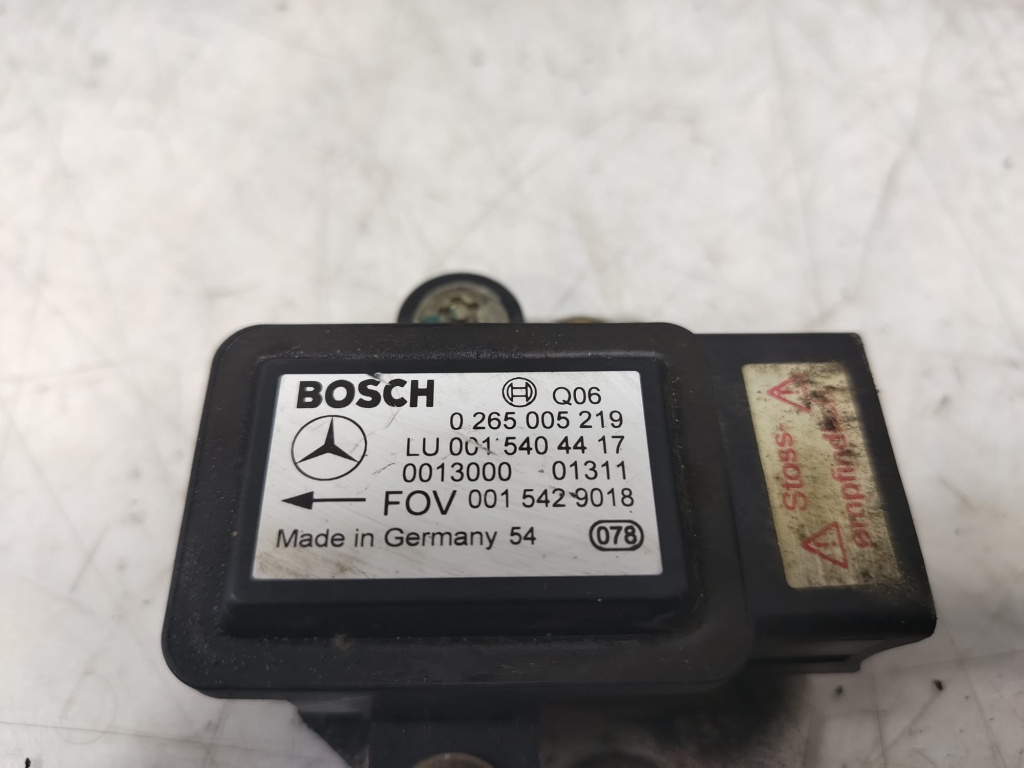 BOSCH Q06
0 265 005 219
LU 001 540 44 17
0013000 01311
FOV 001 542 9018
Made in Germany 54 078
Stoss-
empfindl